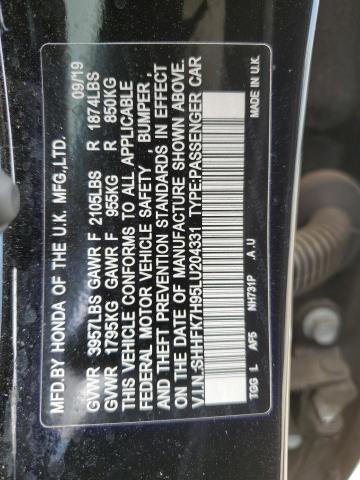 MFD.BY HONDA OF THE U.K. MFG.,LTD. 09/19
GVWR 3957LBS GAWR F 2105LBS R 1874LBS
GVWR 1795KG GAWR F 955KG R 850KG
THIS VEHICLE CONFORMS TO ALL APPLICABLE
FEDERAL MOTOR VEHICLE SAFETY , BUMPER ,
AND THEFT PREVENTION STANDARDS IN EFFECT
ON THE DATE OF MANUFACTURE SHOWN ABOVE.
V.I.N.:SHHFK7H95LU204331 TYPE:PASSENGER CAR
TGG L AF5 NH731P .A.U MADE IN U.K.